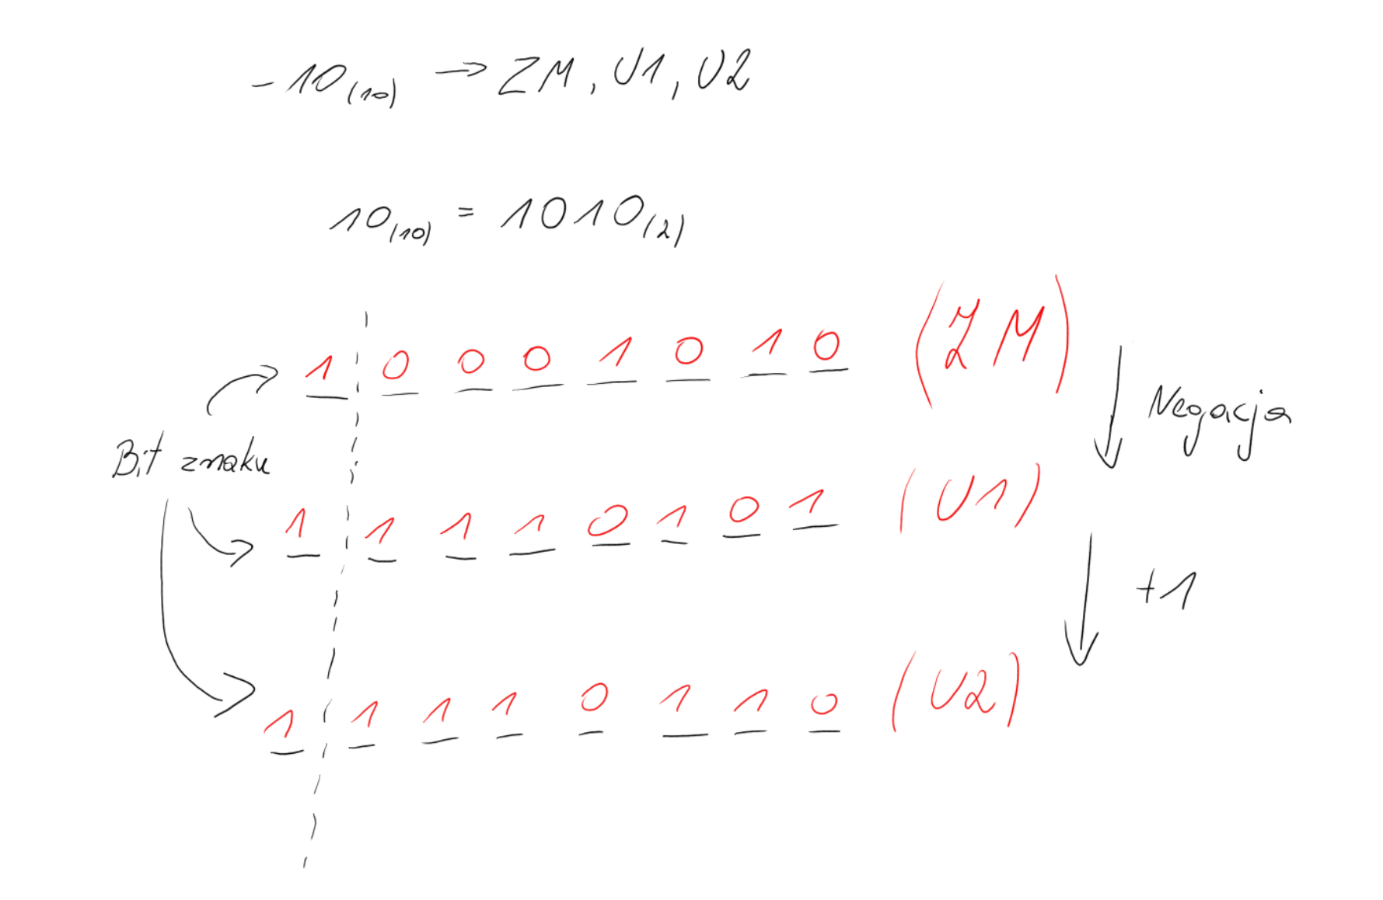 -10(10) → ZM, U1, U2
10(10) = 1010(2)
1 0 0 0 1 0 1 0 (ZM)
Negacja
Bit znaku
1 1 1 1 0 1 0 1 (U1)
+1
1 1 1 1 0 1 1 0 (U2)